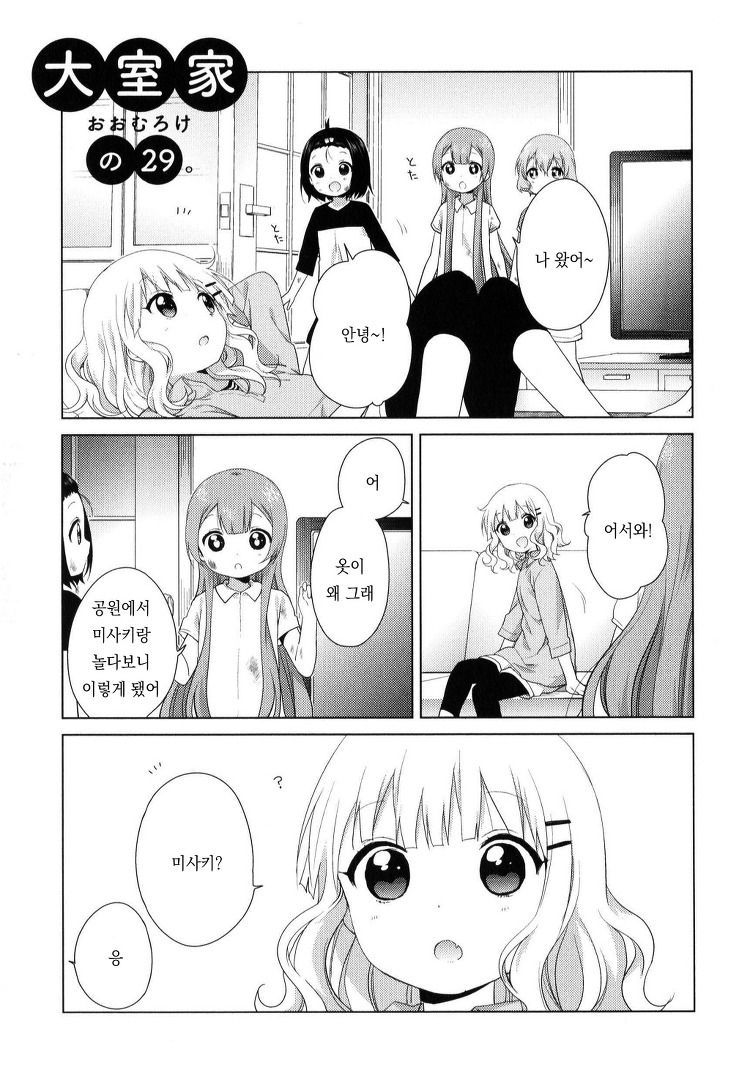 大室家
おおむろけ
の29。
나 왔어~
とた
とた
안녕~!
어서와!
어
옷이
왜 그래
공원에서
미사키랑
놀다보니
이렇게 됐어
?
미사키?
응